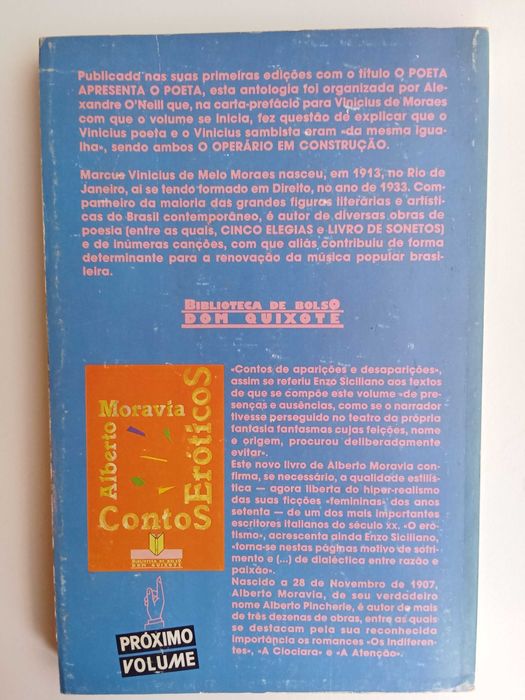 Publicada nas suas primeiras edições com o título O POETA
APRESENTA O POETA, esta antologia foi organizada por Ale-
xandre O'Neill que, na carta-prefácio para Vinicius de Moraes
com que o volume se inicia, fez questão de explicar que o
Vinicius poeta e o Vinicius sambista eram «da mesma igua-
lha», sendo ambos O OPERÁRIO EM CONSTRUÇÃO.
Marcus Vinicius de Melo Moraes nasceu, em 1913, no Rio de
Janeiro, aí se tendo formado em Direito, no ano de 1933. Com-
panheiro da maioria das grandes figuras literárias e artísti-
cas do Brasil contemporâneo, é autor de diversas obras de
poesia (entre as quais, CINCO ELEGIAS e LIVRO DE SONETOS)
e de inúmeras canções, com que aliás contribuiu de forma
determinante para a renovação da música popular brasi-
leira.
BIBLIOTECA DE BOLSO
DOM QUIXOTE
Alberto
Moravia
Contos
Eróticos
BIBLIOTECA DE BOLSO
DOM QUIXOTE
PRÓXIMO
VOLUME
«Contos de aparições e desaparições»,
assim se referiu Enzo Siciliano aos textos
de que se compõe este volume «de pre-
senças e ausências, como se o narrador
tivesse perseguido no teatro da própria
fantasia fantasmas cujas feições, nome
e origem, procurou deliberadamente
evitar».
Este novo livro de Alberto Moravia con-
firma, se necessário, a qualidade estilís-
tica — agora liberta do hiper-realismo
das suas ficções «femininas» dos anos
setenta — de um dos mais importantes
escritores italianos do século XX. «O ero-
tismo», acrescenta ainda Enzo Siciliano,
«torna-se nestas páginas motivo de sofri-
mento e (...) de dialéctica entre razão e
paixão».
Nascido a 28 de Novembro de 1907,
Alberto Moravia, de seu verdadeiro
nome Alberto Pincherle, é autor de mais
de três dezenas de obras, entre as quais
se destacam pela sua reconhecida
importância os romances «Os Indiferen-
tes», «A Ciociara» e «A Atenção».